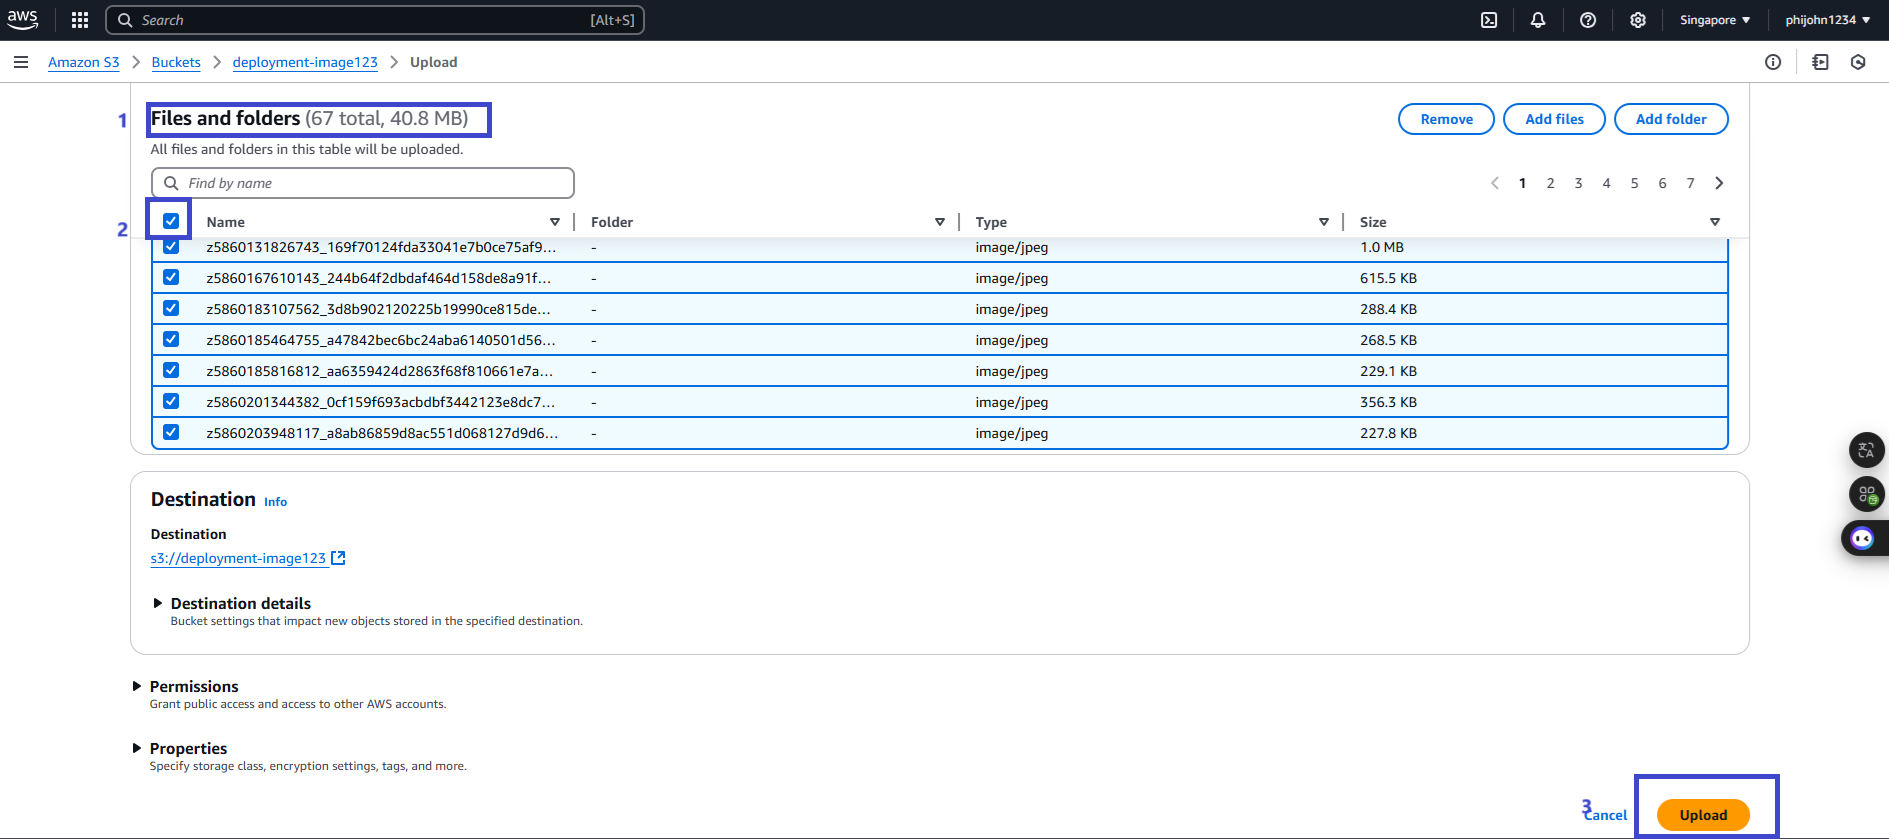 aws Search [Alt+S] Singapore phijohn1234
Amazon S3 Buckets deployment-image123 Upload
1 Files and folders (67 total, 40.8 MB) Remove Add files Add folder
All files and folders in this table will be uploaded.
Find by name 1 2 3 4 5 6 7
2 Name Folder Type Size
z5860131826743_169f70124fda33041e7b0ce75af9... - image/jpeg 1.0 MB
z5860167610143_244b64f2dbdaf464d158de8a91f... - image/jpeg 615.5 KB
z5860183107562_3d8b902120225b19990ce815de... - image/jpeg 288.4 KB
z5860185464755_a47842bec6bc24aba6140501d56... - image/jpeg 268.5 KB
z5860185816812_aa6359424d2863f68f810661e7a... - image/jpeg 229.1 KB
z5860201344382_0cf159f693acbdbf3442123e8dc7... - image/jpeg 356.3 KB
z5860203948117_a8ab86859d8ac551d068127d9d6... - image/jpeg 227.8 KB
Destination Info
Destination
s3://deployment-image123
Destination details
Bucket settings that impact new objects stored in the specified destination.
Permissions
Grant public access and access to other AWS accounts.
Properties
Specify storage class, encryption settings, tags, and more.
3 Cancel Upload